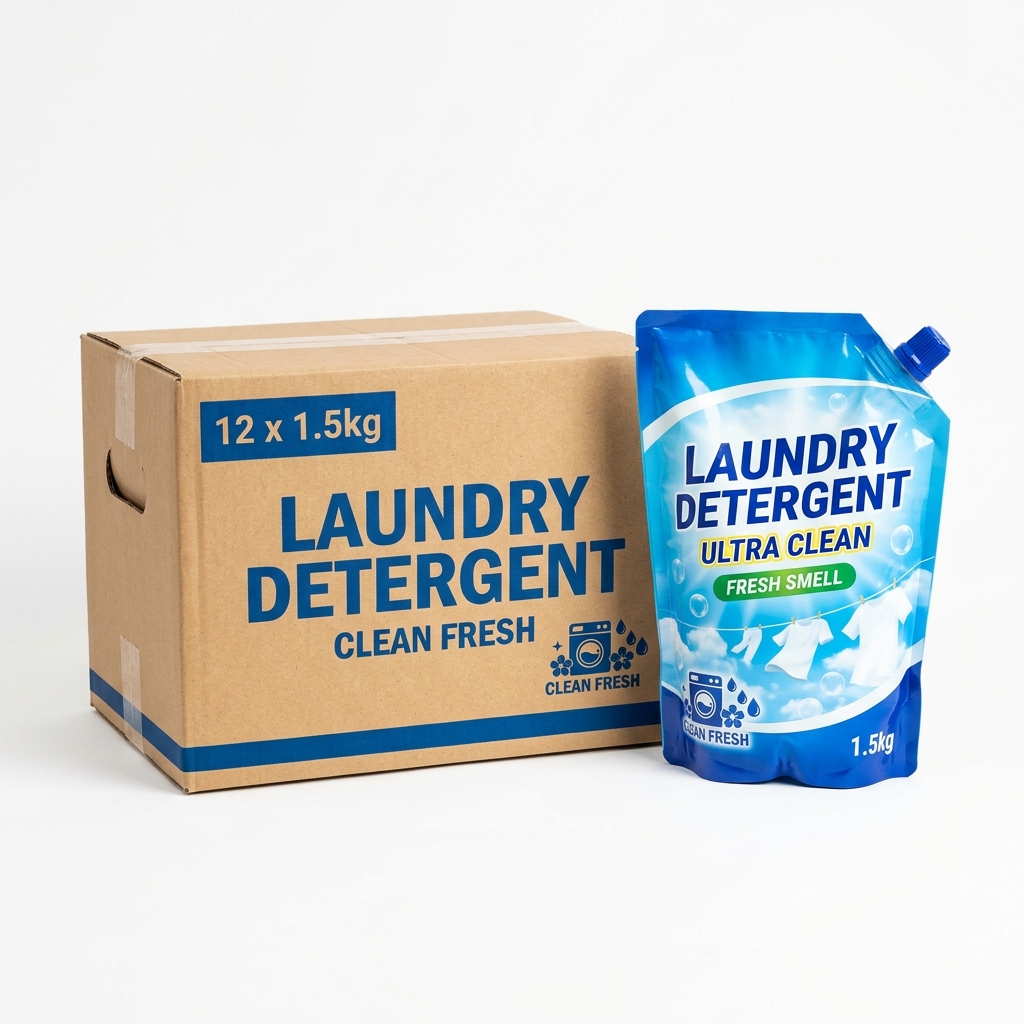 12 x 1.5kg
LAUNDRY
DETERGENT
CLEAN FRESH
CLEAN FRESH
LAUNDRY
DETERGENT
ULTRA CLEAN
FRESH SMELL
CLEAN FRESH
1.5kg